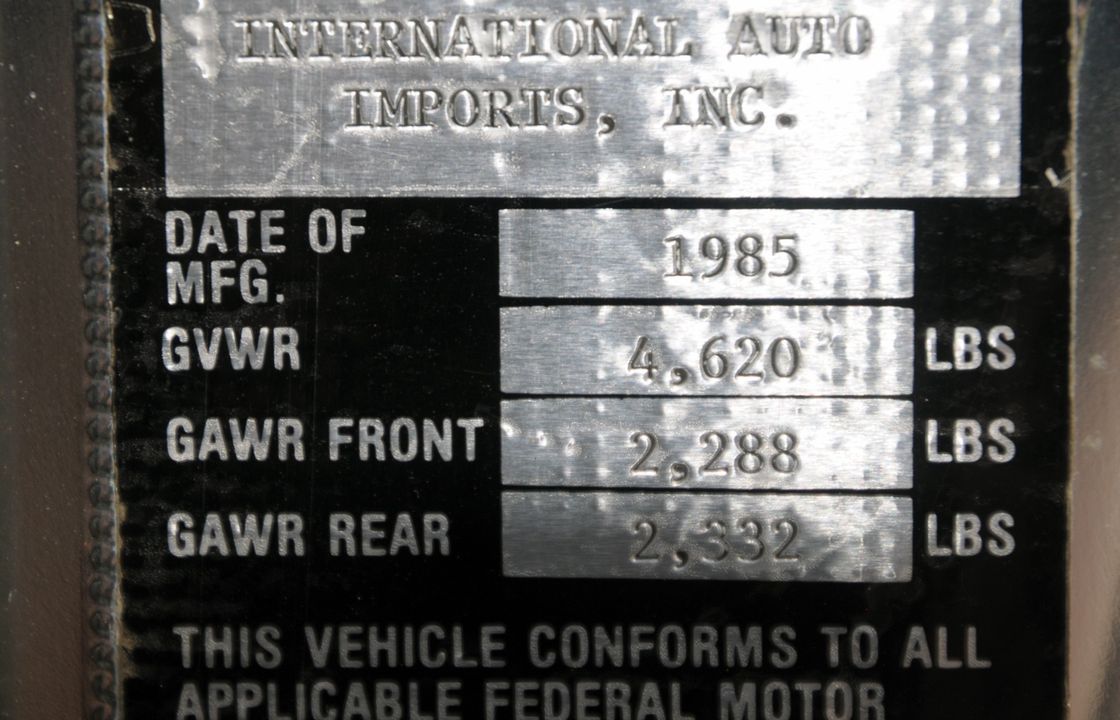 INTERNATIONAL AUTO
IMPORTS, INC.
DATE OF
MFG. 1985
GVWR 4,620 LBS
GAWR FRONT 2,288 LBS
GAWR REAR 2,332 LBS
THIS VEHICLE CONFORMS TO ALL
APPLICABLE FEDERAL MOTOR